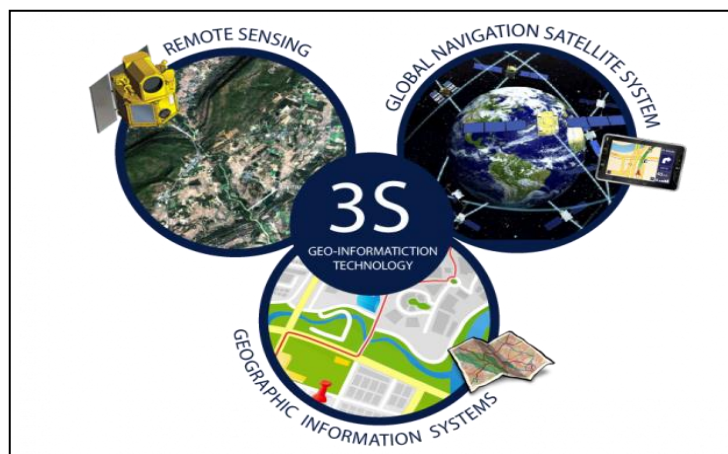 REMOTE SENSING
GLOBAL NAVIGATION SATELLITE SYSTEM
3S
GEO-INFORMATICTION
TECHNOLOGY
GEOGRAPHIC INFORMATION SYSTEMS